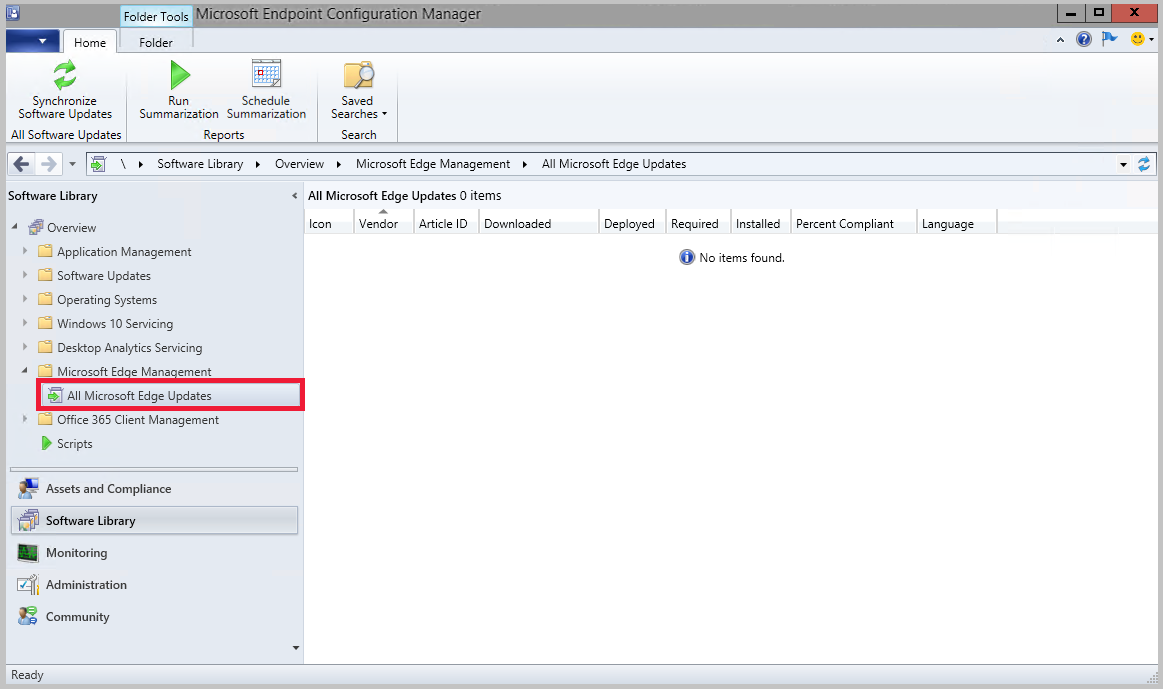 Folder Tools
Microsoft Endpoint Configuration Manager
Home
Folder
Synchronize
Software Updates
All Software Updates
Run
Summarization
Schedule
Summarization
Reports
Saved
Searches
Search
\ Software Library Overview Microsoft Edge Management All Microsoft Edge Updates
Software Library
Overview
Application Management
Software Updates
Operating Systems
Windows 10 Servicing
Desktop Analytics Servicing
Microsoft Edge Management
All Microsoft Edge Updates
Office 365 Client Management
Scripts
Assets and Compliance
Software Library
Monitoring
Administration
Community
All Microsoft Edge Updates 0 items
Icon Vendor Article ID Downloaded Deployed Required Installed Percent Compliant Language
No items found.
Ready